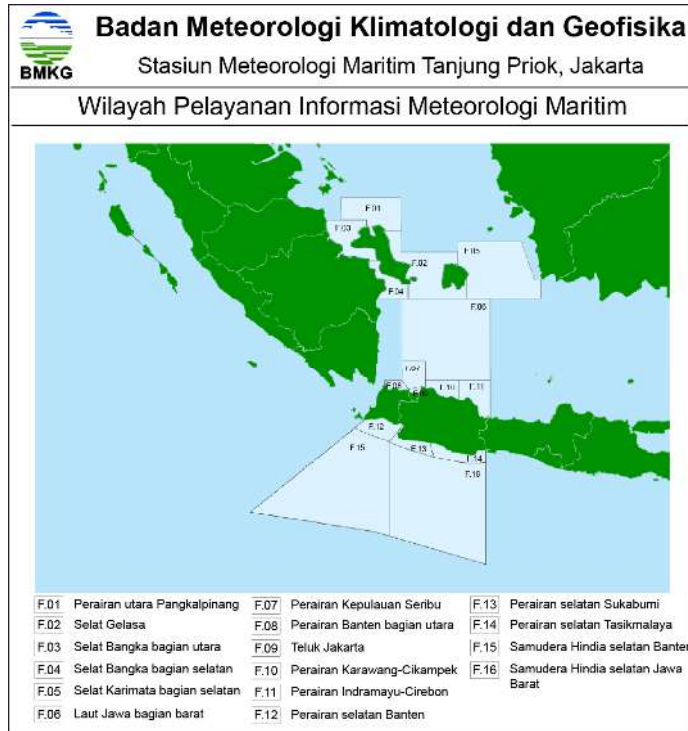 BMKG
Badan Meteorologi Klimatologi dan Geofisika
Stasiun Meteorologi Maritim Tanjung Priok, Jakarta
Wilayah Pelayanan Informasi Meteorologi Maritim
F.01
F.03
F.02
F.05
F.04
F.06
F.07
F.08
F.10
F.11
F.12
F.13
F.14
F.15
F.16
F.01 Perairan utara Pangkalpinang
F.02 Selat Gelasa
F.03 Selat Bangka bagian utara
F.04 Selat Bangka bagian selatan
F.05 Selat Karimata bagian selatan
F.06 Laut Jawa bagian barat
F.07 Perairan Kepulauan Seribu
F.08 Perairan Banten bagian utara
F.09 Teluk Jakarta
F.10 Perairan Karawang-Cikampek
F.11 Perairan Indramayu-Cirebon
F.12 Perairan selatan Banten
F.13 Perairan selatan Sukabumi
F.14 Perairan selatan Tasikmalaya
F.15 Samudera Hindia selatan Banten
F.16 Samudera Hindia selatan Jawa
Barat